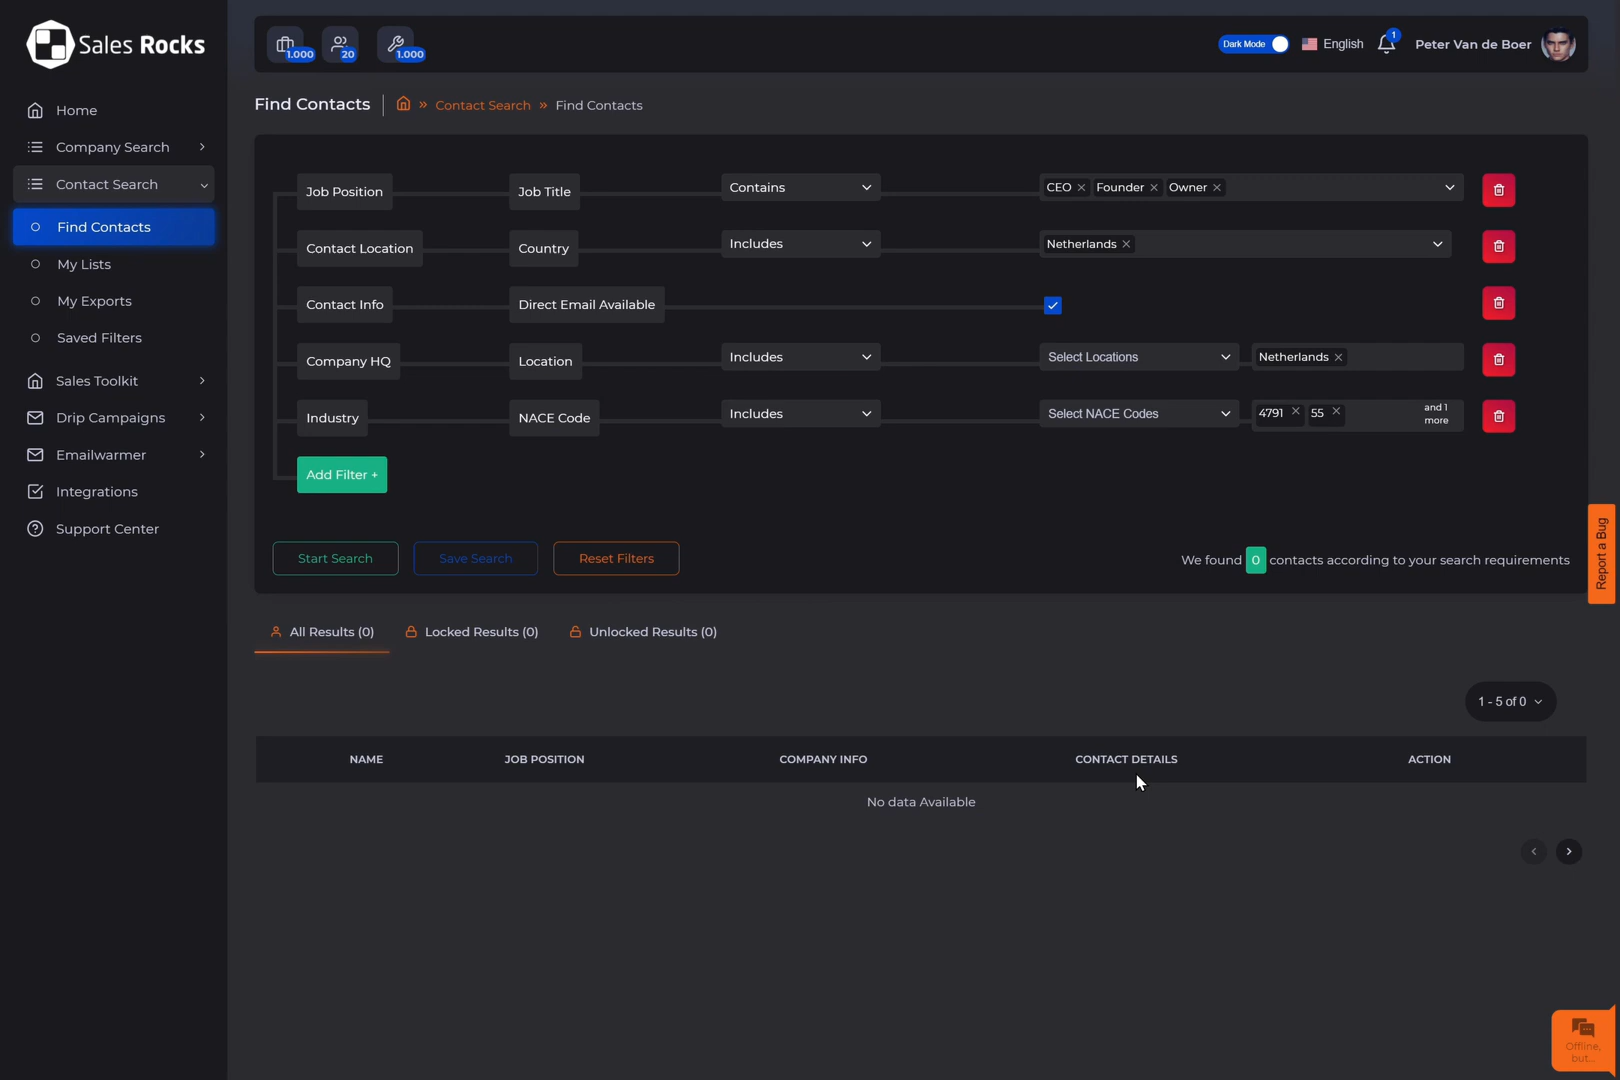 Sales Rocks
1.000
20
1.000
Dark Mode
English
1
Peter Van de Boer
Find Contacts
» Contact Search » Find Contacts
Home
Company Search
Contact Search
Find Contacts
My Lists
My Exports
Saved Filters
Sales Toolkit
Drip Campaigns
Emailwarmer
Integrations
Support Center
Job Position
Job Title
Contains
CEO × Founder × Owner ×
Contact Location
Country
Includes
Netherlands ×
Contact Info
Direct Email Available
Company HQ
Location
Includes
Select Locations
Netherlands ×
Industry
NACE Code
Includes
Select NACE Codes
4791 × 55 ×
and 1
more
Add Filter +
Start Search
Save Search
Reset Filters
We found 0 contacts according to your search requirements
Report a Bug
All Results (0)
Locked Results (0)
Unlocked Results (0)
1 - 5 of 0
NAME
JOB POSITION
COMPANY INFO
CONTACT DETAILS
ACTION
No data Available
Offline,
but...